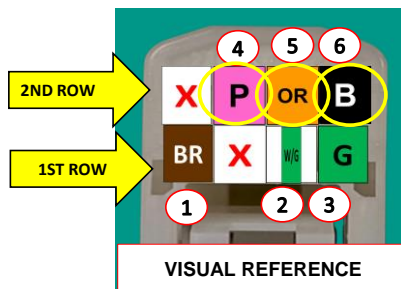 4 5 6
2ND ROW X P OR B
1ST ROW BR X W/G G
1 2 3
VISUAL REFERENCE